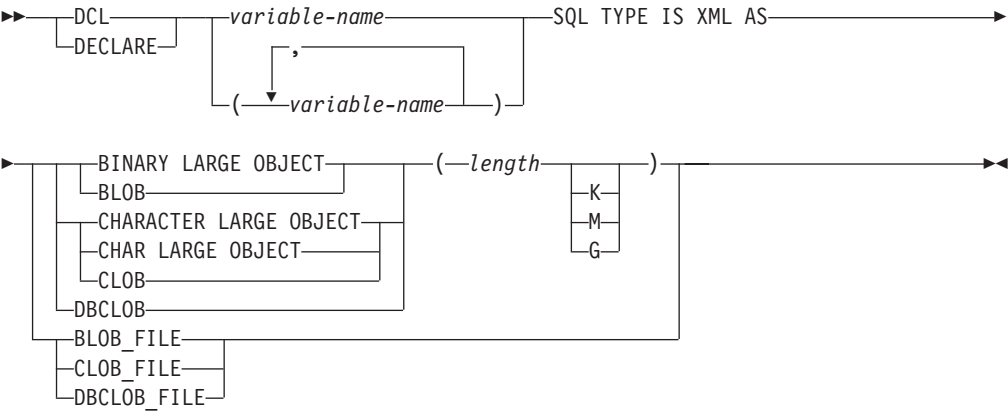 DCL variable-name SQL TYPE IS XML AS
DECLARE ,
( variable-name )
BINARY LARGE OBJECT ( length )
BLOB K
CHARACTER LARGE OBJECT M
CHAR LARGE OBJECT G
CLOB
DBCLOB
BLOB_FILE
CLOB_FILE
DBCLOB_FILE